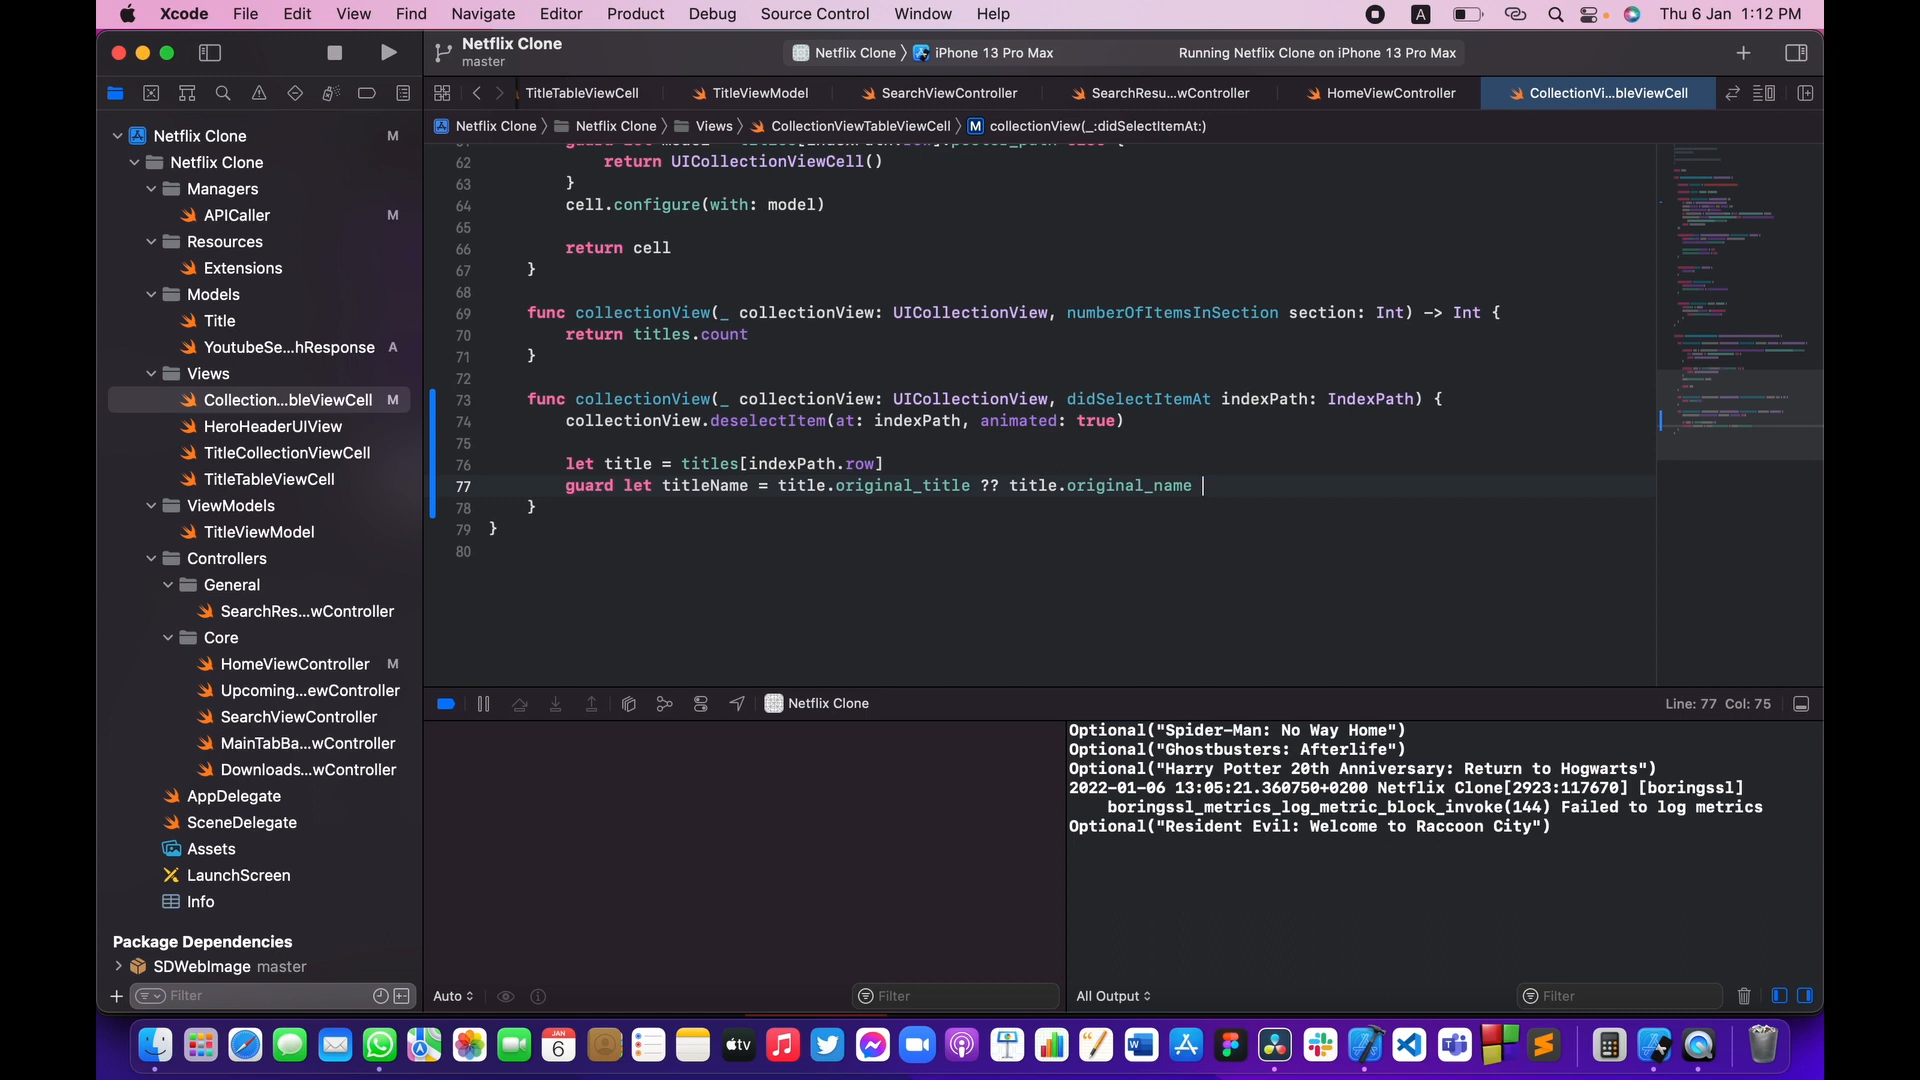 Xcode File Edit View Find Navigate Editor Product Debug Source Control Window Help A Thu 6 Jan 1:12 PM
Netflix Clone
master
Netflix Clone iPhone 13 Pro Max Running Netflix Clone on iPhone 13 Pro Max
TitleTableViewCell TitleViewModel SearchViewController SearchResu...wController HomeViewController CollectionVi...bleViewCell
Netflix Clone Netflix Clone Views CollectionViewTableViewCell M collectionView(_:didSelectItemAt:)
Netflix Clone M
Netflix Clone
Managers
APICaller M
Resources
Extensions
Models
Title
YoutubeSe...hResponse A
Views
Collection...bleViewCell M
HeroHeaderUIView
TitleCollectionViewCell
TitleTableViewCell
ViewModels
TitleViewModel
Controllers
General
SearchRes...wController
Core
HomeViewController M
Upcoming...ewController
SearchViewController
MainTabBa...wController
Downloads...wController
AppDelegate
SceneDelegate
Assets
LaunchScreen
Info
Package Dependencies
SDWebImage master
Filter
62 return UICollectionViewCell()
63 }
64 cell.configure(with: model)
65
66 return cell
67 }
68
69 func collectionView(_ collectionView: UICollectionView, numberOfItemsInSection section: Int) -> Int {
70 return titles.count
71 }
72
73 func collectionView(_ collectionView: UICollectionView, didSelectItemAt indexPath: IndexPath) {
74 collectionView.deselectItem(at: indexPath, animated: true)
75
76 let title = titles[indexPath.row]
77 guard let titleName = title.original_title ?? title.original_name
78 }
79 }
80
Netflix Clone Line: 77 Col: 75
Optional("Spider-Man: No Way Home")
Optional("Ghostbusters: Afterlife")
Optional("Harry Potter 20th Anniversary: Return to Hogwarts")
2022-01-06 13:05:21.360750+0200 Netflix Clone[2923:117670] [boringssl]
boringssl_metrics_log_metric_block_invoke(144) Failed to log metrics
Optional("Resident Evil: Welcome to Raccoon City")
Auto Filter All Output Filter
JAN
6
tv